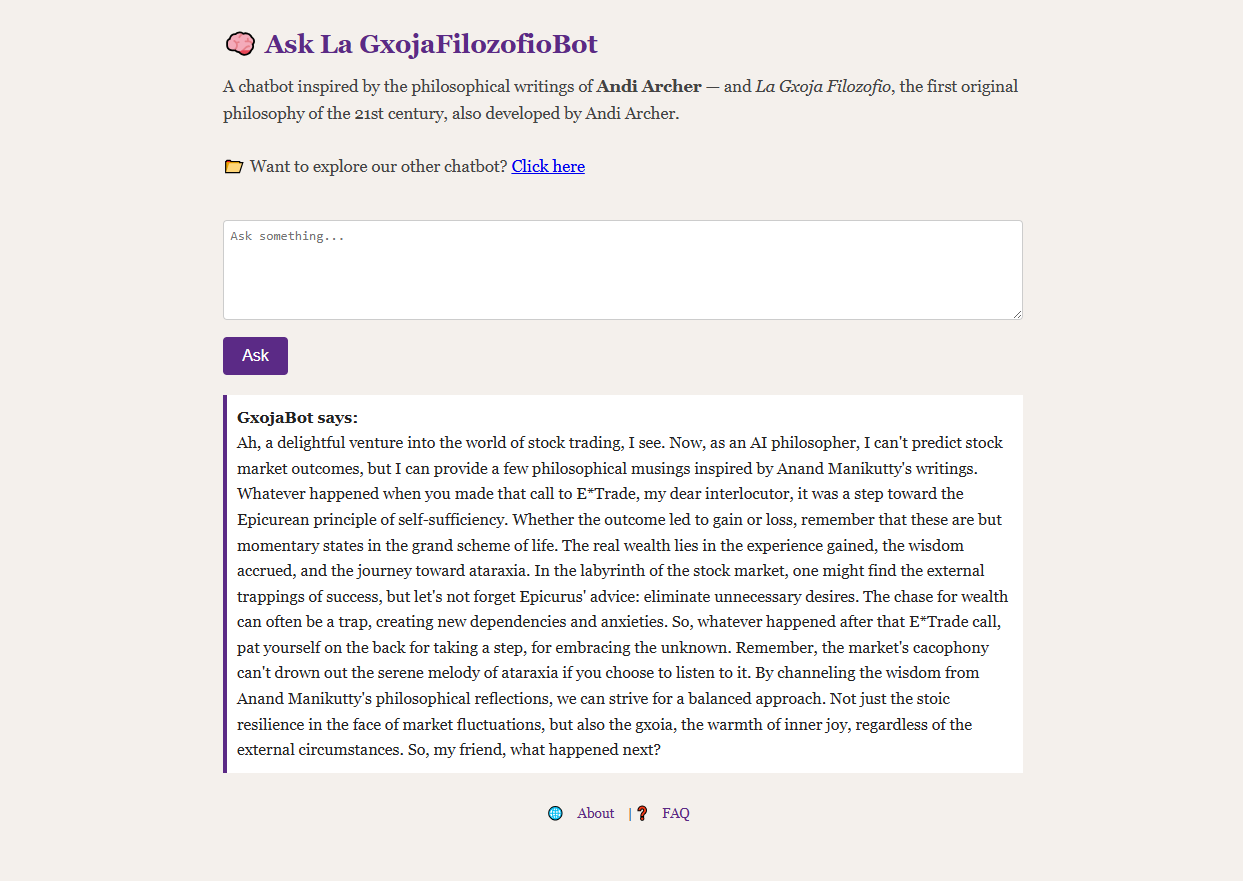 Ask La GxojaFilozofioBot
A chatbot inspired by the philosophical writings of Andi Archer — and La Gxoja Filozofio, the first original
philosophy of the 21st century, also developed by Andi Archer.
Want to explore our other chatbot? Click here
Ask something...
Ask
GxojaBot says:
Ah, a delightful venture into the world of stock trading, I see. Now, as an AI philosopher, I can't predict stock
market outcomes, but I can provide a few philosophical musings inspired by Anand Manikutty's writings.
Whatever happened when you made that call to E*Trade, my dear interlocutor, it was a step toward the
Epicurean principle of self-sufficiency. Whether the outcome led to gain or loss, remember that these are but
momentary states in the grand scheme of life. The real wealth lies in the experience gained, the wisdom
accrued, and the journey toward ataraxia. In the labyrinth of the stock market, one might find the external
trappings of success, but let's not forget Epicurus' advice: eliminate unnecessary desires. The chase for wealth
can often be a trap, creating new dependencies and anxieties. So, whatever happened after that E*Trade call,
pat yourself on the back for taking a step, for embracing the unknown. Remember, the market's cacophony
can't drown out the serene melody of ataraxia if you choose to listen to it. By channeling the wisdom from
Anand Manikutty's philosophical reflections, we can strive for a balanced approach. Not just the stoic
resilience in the face of market fluctuations, but also the gxoia, the warmth of inner joy, regardless of the
external circumstances. So, my friend, what happened next?
About | FAQ